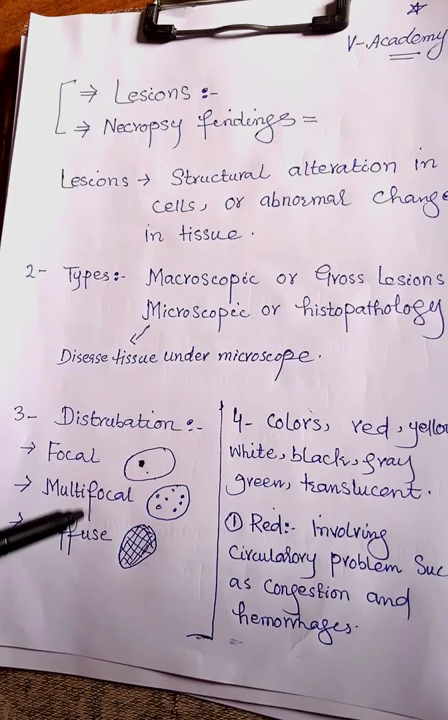 V-Academy
⇒ Lesions :-
⇒ Necropsy findings =
Lescions → Structural alteration in
cells, or abnormal change
in tissue.
2- Types:- Macroscopic or Gross Lesions
Microscopic or histopathology
Disease tissue under microscope.
3- Distrubation :-
→ Focal
→ Multifocal
ffuse
4- Colors, red, yellow
white, black, gray
green, translucent.
① Red:- Involving
Circulatory problem Suc
as congestion and
hemorrhages.